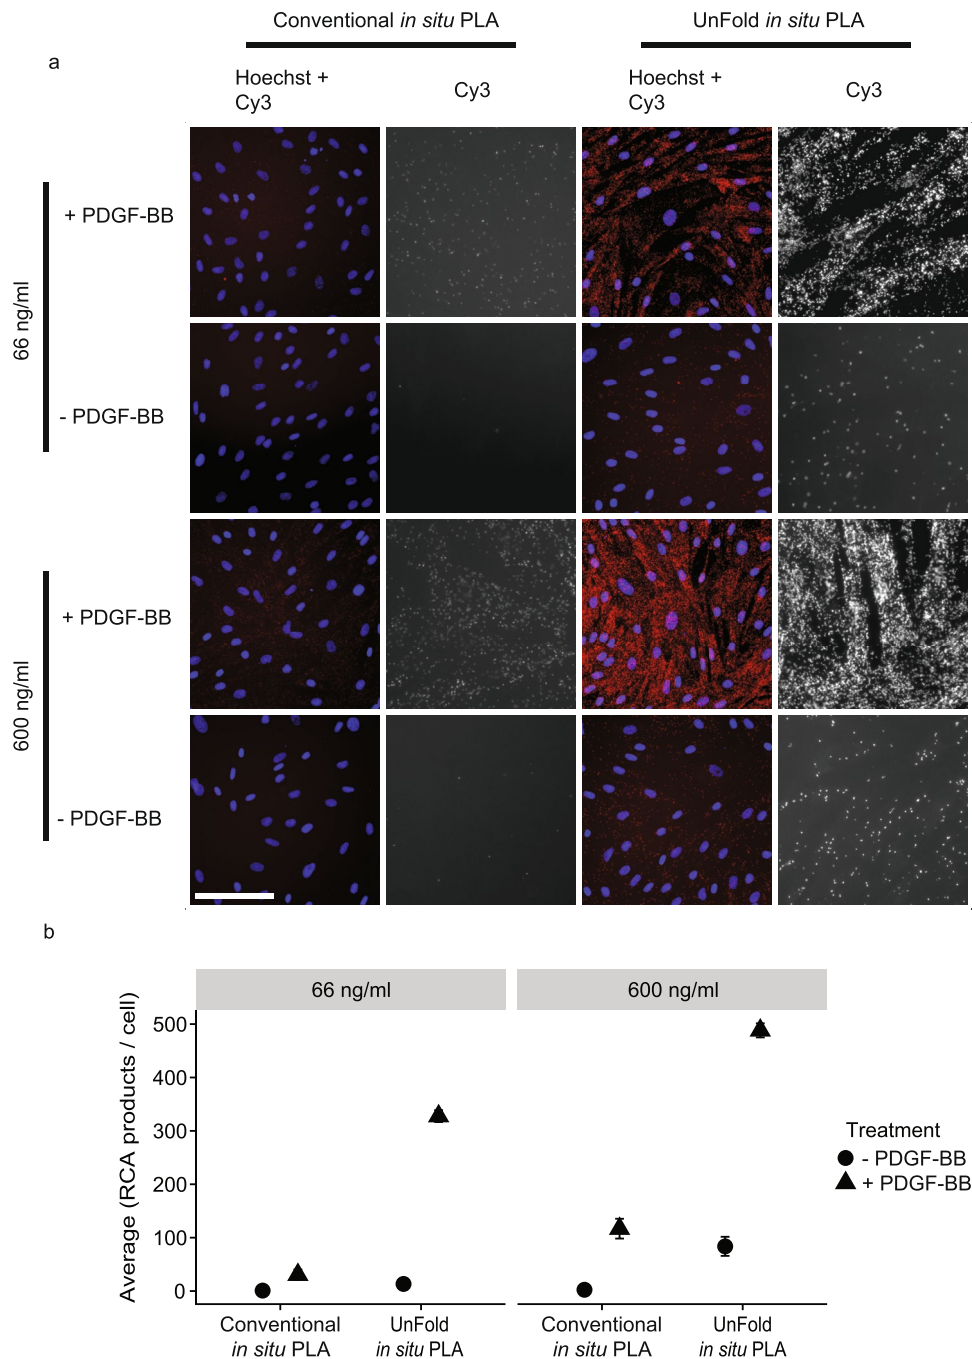 Conventional in situ PLA
UnFold in situ PLA
a
Hoechst +
Cy3
Cy3
Hoechst +
Cy3
Cy3
66 ng/ml
+ PDGF-BB
- PDGF-BB
600 ng/ml
+ PDGF-BB
- PDGF-BB
b
66 ng/ml
600 ng/ml
Average (RCA products / cell)
500
400
300
200
100
0
Conventional
in situ PLA
UnFold
in situ PLA
Conventional
in situ PLA
UnFold
in situ PLA
Treatment
- PDGF-BB
+ PDGF-BB